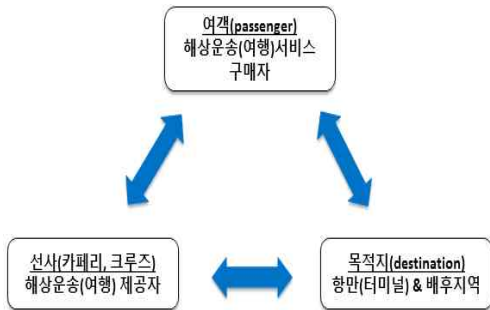 여객(passenger)
해상운송(여행)서비스
구매자
선사(카페리, 크루즈)
해상운송(여행) 제공자
목적지(destination)
항만(터미널) & 배후지역